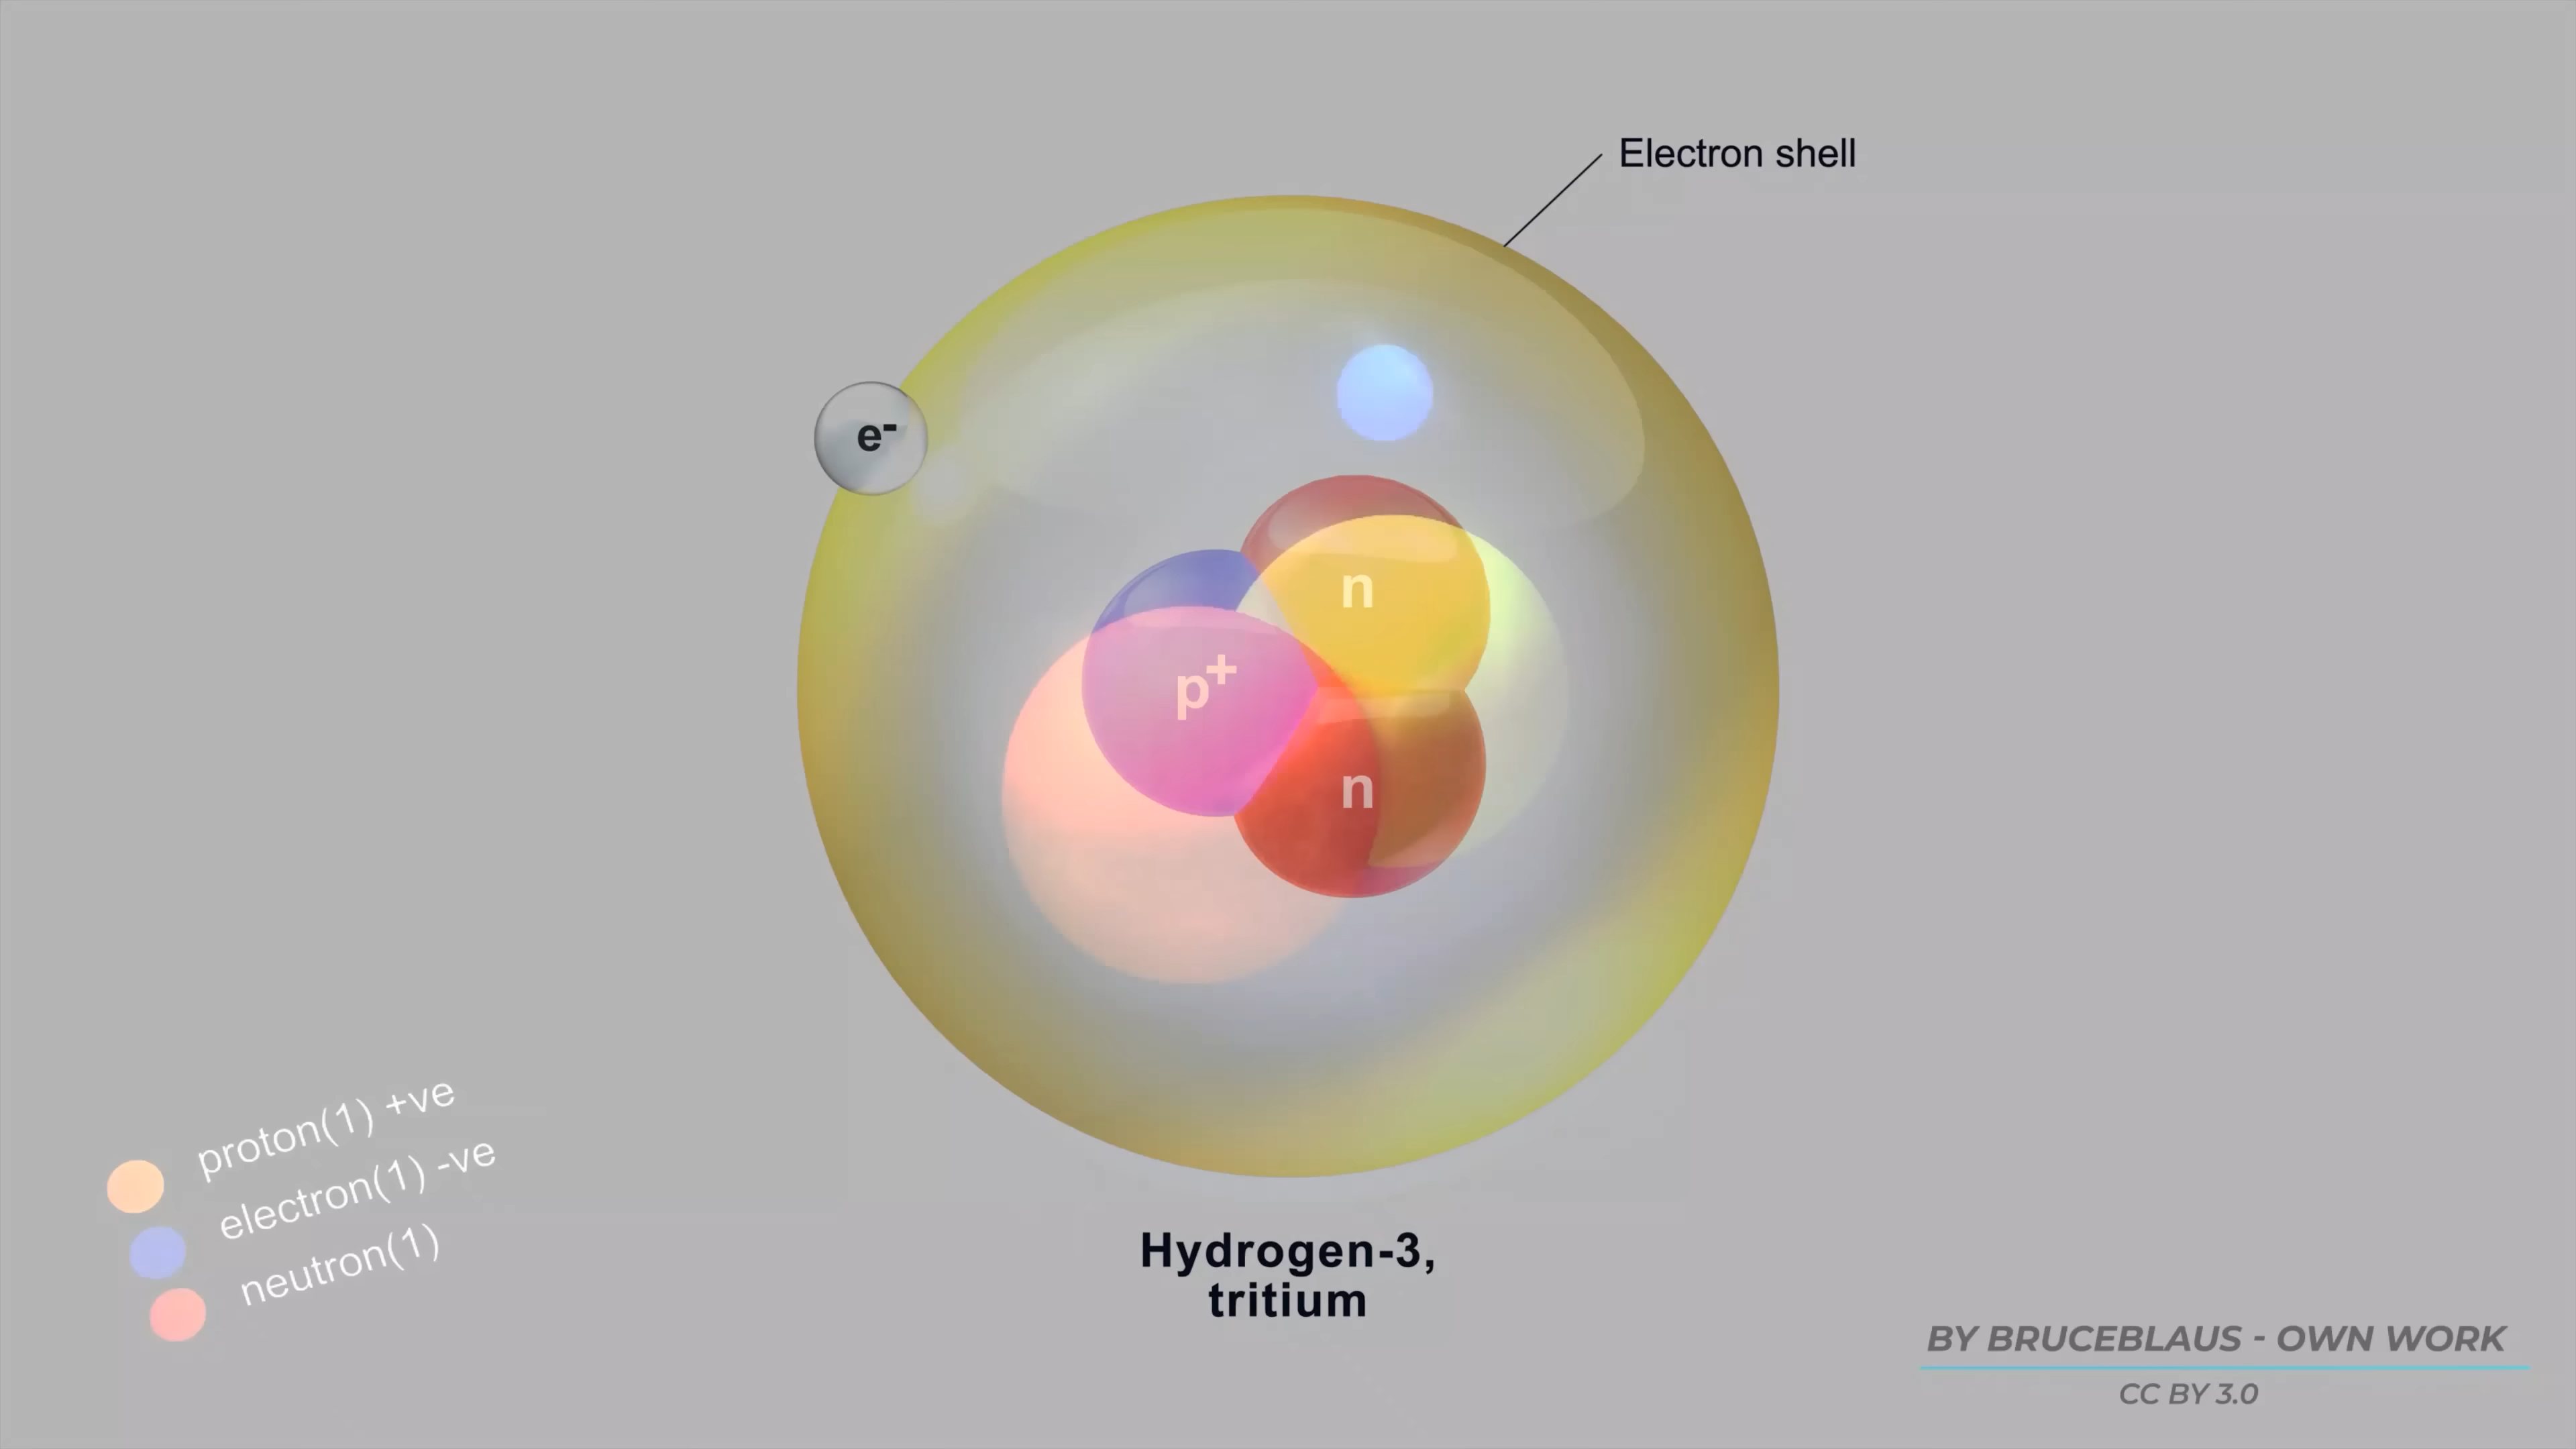 Electron shell
e-
n
p+
n
proton(1) +ve
electron(1) -ve
neutron(1)
Hydrogen-3,
tritium
BY BRUCEBLAUS - OWN WORK
CC BY 3.0